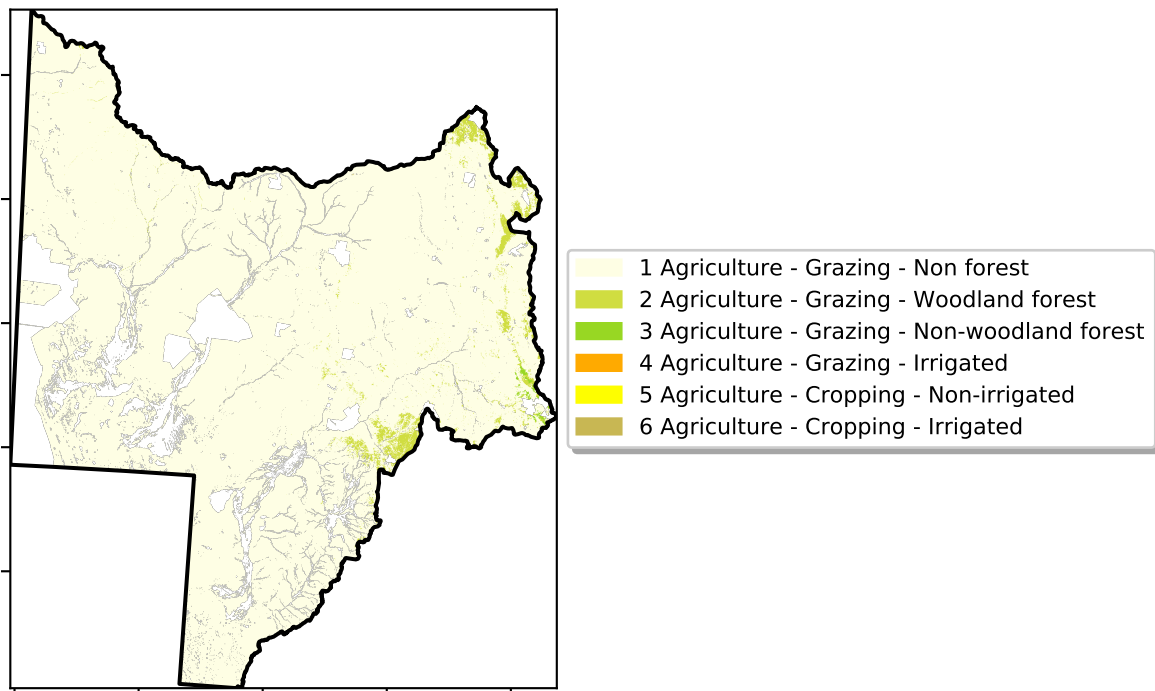 1 Agriculture - Grazing - Non forest
2 Agriculture - Grazing - Woodland forest
3 Agriculture - Grazing - Non-woodland forest
4 Agriculture - Grazing - Irrigated
5 Agriculture - Cropping - Non-irrigated
6 Agriculture - Cropping - Irrigated